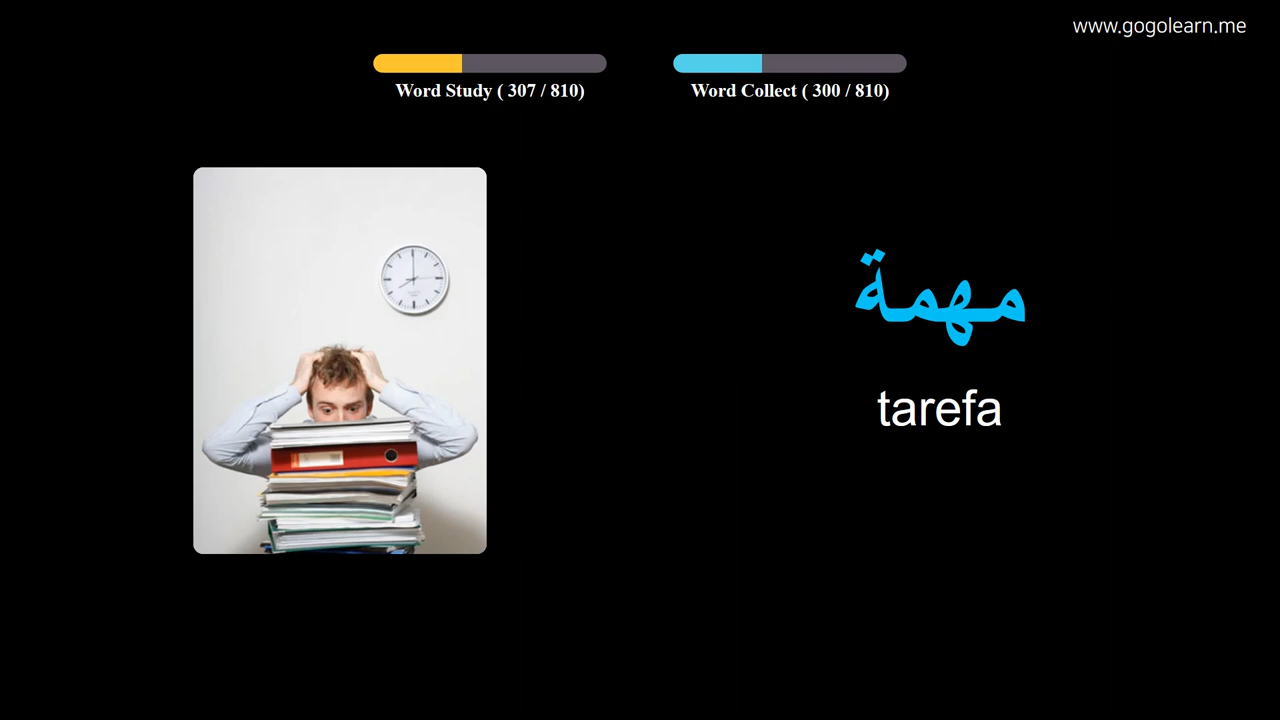 www.gogolearn.me
Word Study ( 307 / 810)
Word Collect ( 300 / 810)
مهمة
tarefa